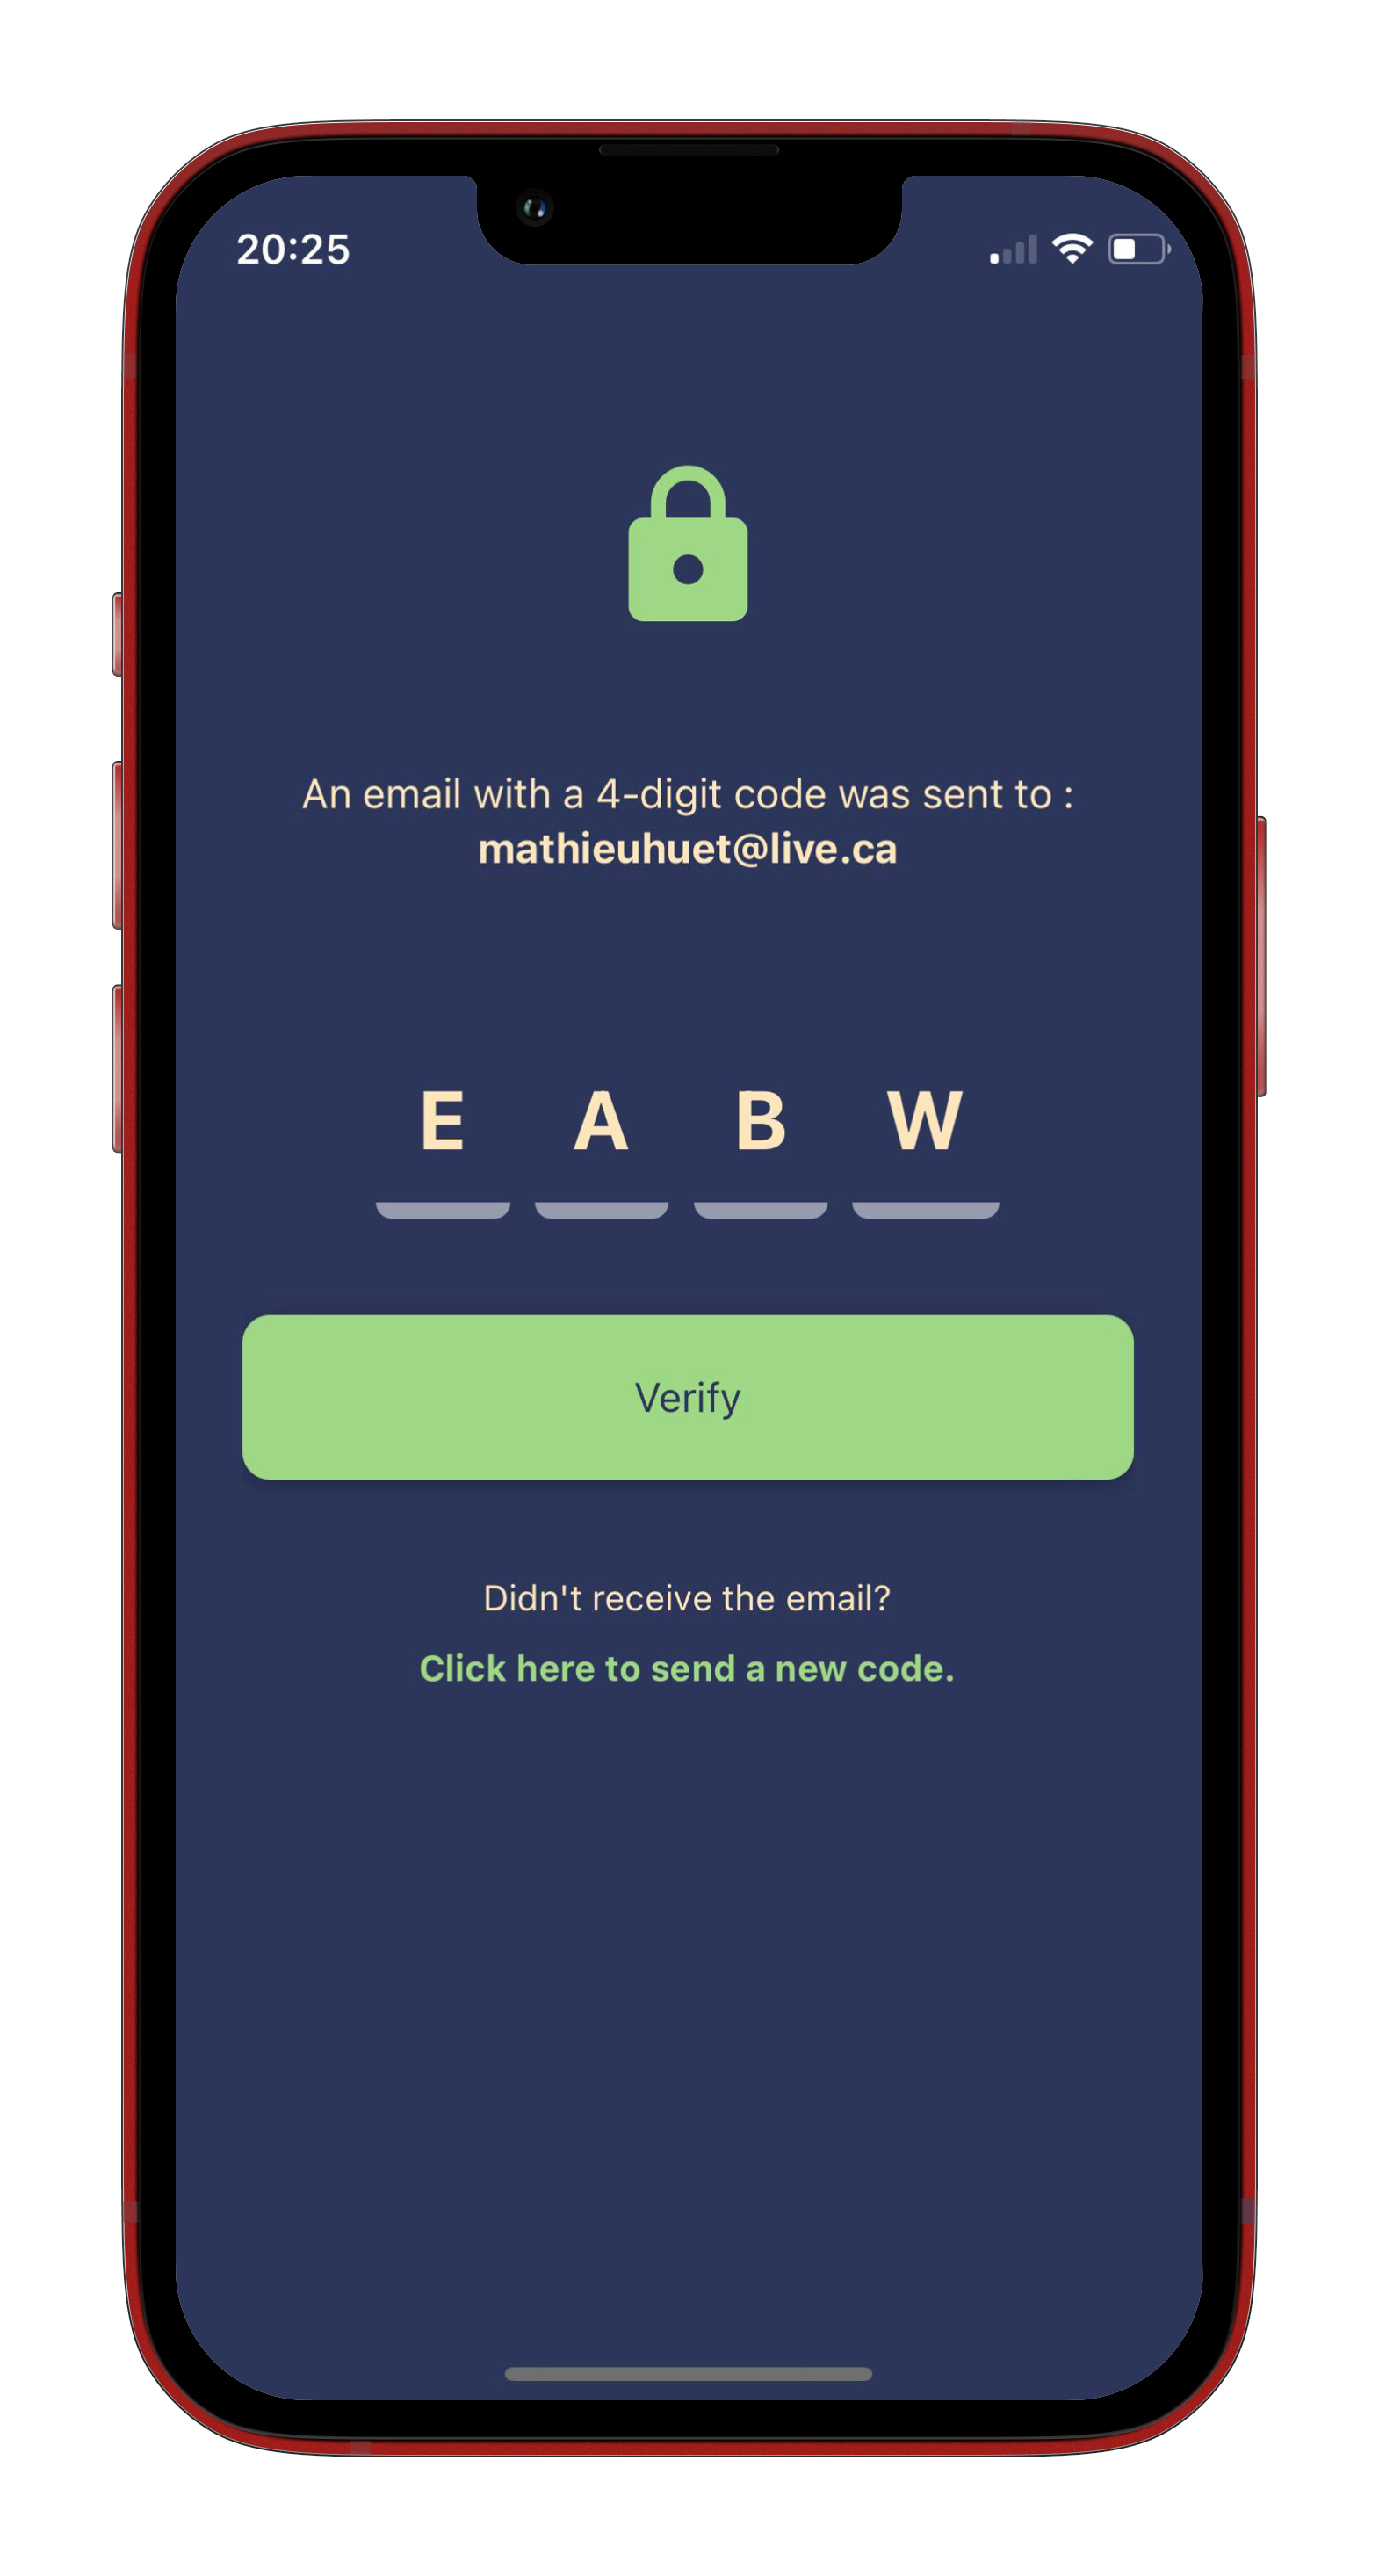 20:25
An email with a 4-digit code was sent to :
mathieuhuet@live.ca
E A B W
Verify
Didn't receive the email?
Click here to send a new code.